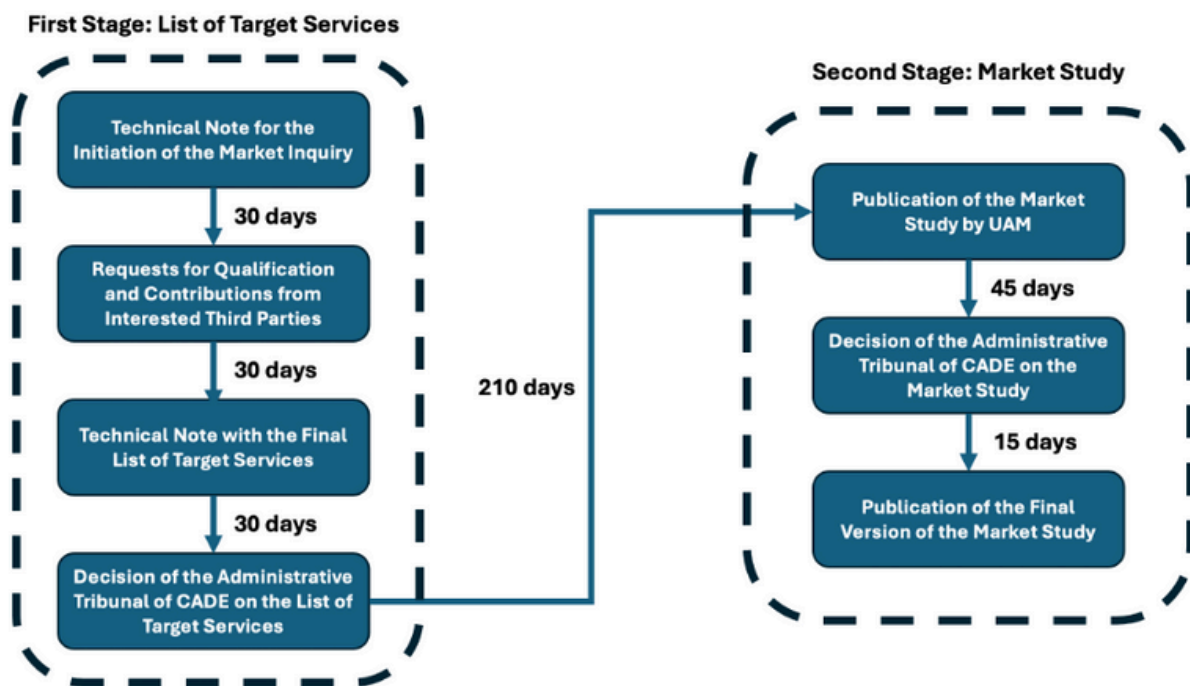 First Stage: List of Target Services
Technical Note for the
Initiation of the Market Inquiry
30 days
Requests for Qualification
and Contributions from
Interested Third Parties
30 days
Technical Note with the Final
List of Target Services
30 days
Decision of the Administrative
Tribunal of CADE on the List of
Target Services
210 days
Second Stage: Market Study
Publication of the Market
Study by UAM
45 days
Decision of the Administrative
Tribunal of CADE on the
Market Study
15 days
Publication of the Final
Version of the Market Study